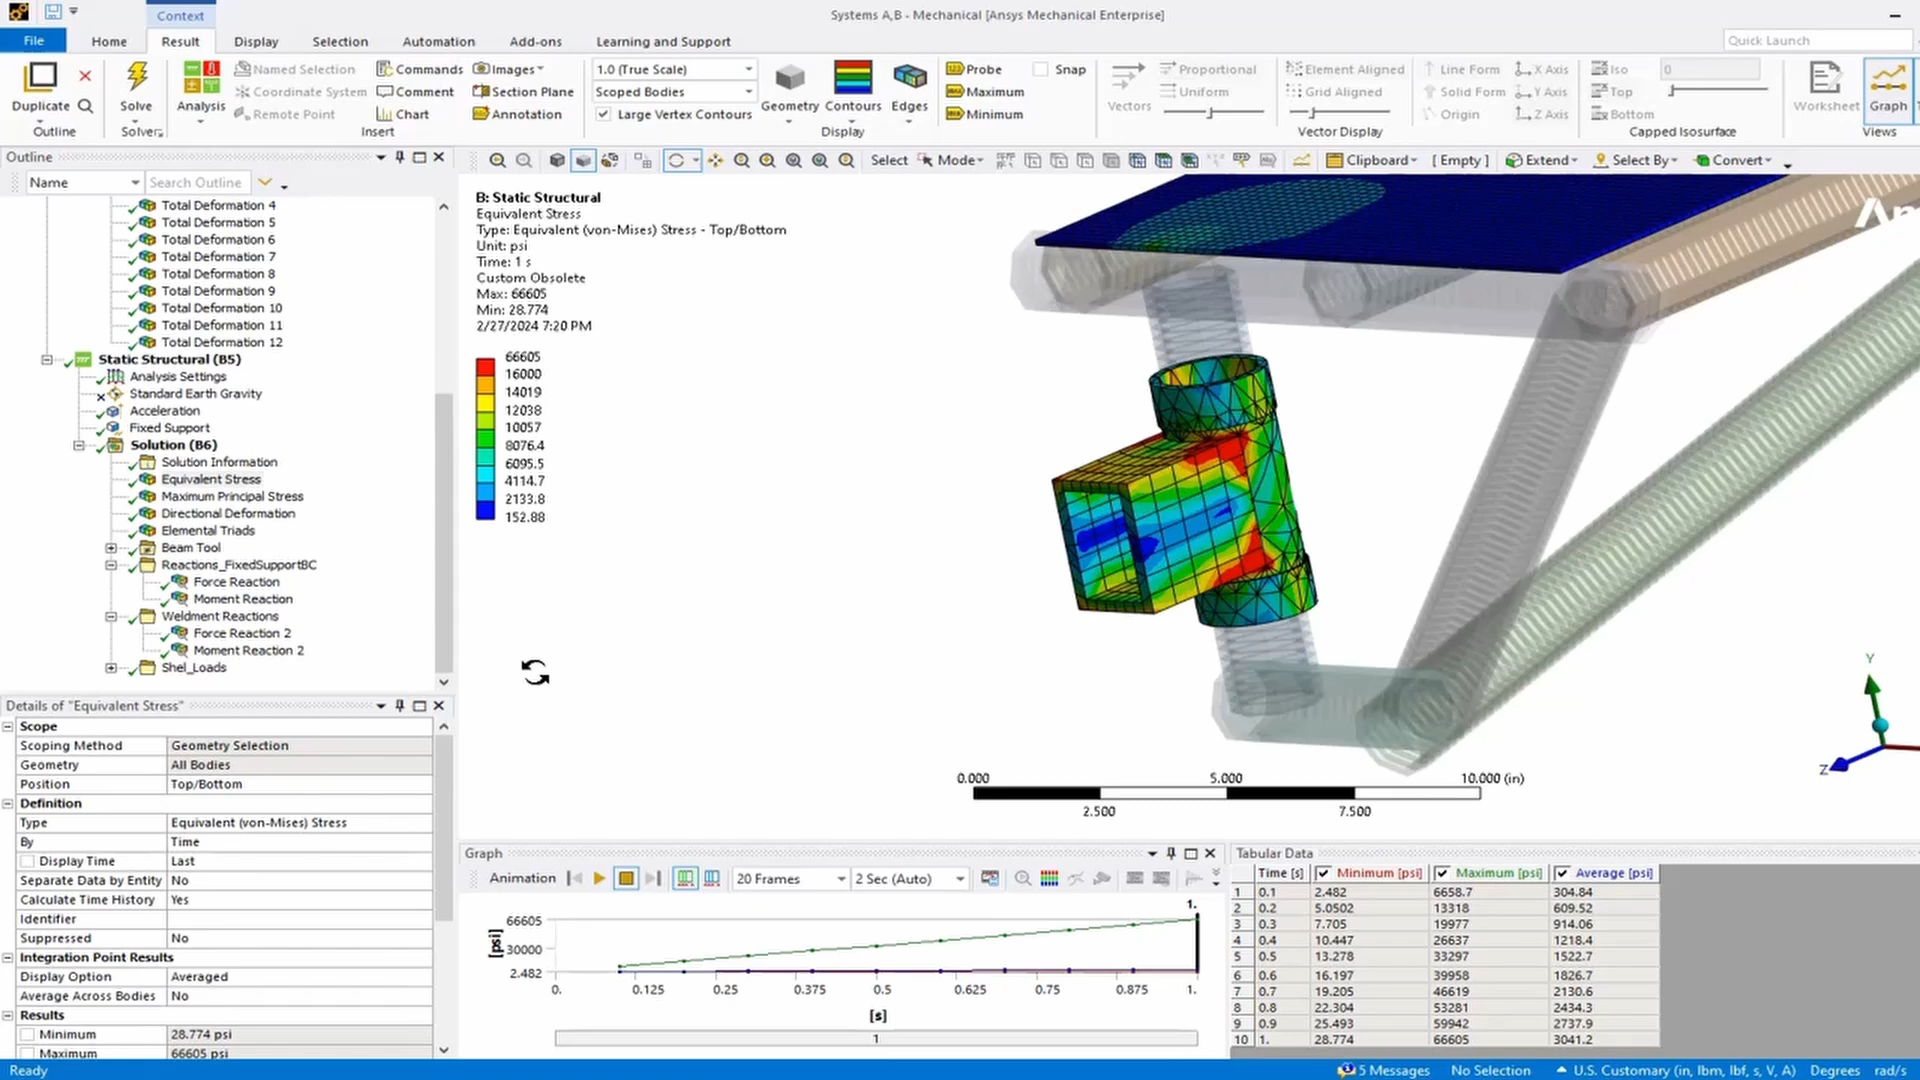 Context
Systems A,B - Mechanical [Ansys Mechanical Enterprise]
File
Home
Result
Display
Selection
Automation
Add-ons
Learning and Support
Quick Launch
Duplicate
Outline
Solve
Solver
Analysis
Named Selection
Coordinate System
Remote Point
Commands
Comment
Chart
Images
Section Plane
Annotation
Insert
1.0 (True Scale)
Scoped Bodies
Large Vertex Contours
Geometry
Contours
Edges
Display
Probe
Maximum
Minimum
Snap
Vectors
Proportional
Uniform
Element Aligned
Grid Aligned
Line Form
Solid Form
Origin
X Axis
Y Axis
Z Axis
Vector Display
Iso
Top
Bottom
0
Capped Isosurface
Worksheet
Graph
Views
Outline
Name
Search Outline
Select
Mode
Clipboard
[ Empty ]
Extend
Select By
Convert
Total Deformation 4
Total Deformation 5
Total Deformation 6
Total Deformation 7
Total Deformation 8
Total Deformation 9
Total Deformation 10
Total Deformation 11
Total Deformation 12
Static Structural (B5)
Analysis Settings
Standard Earth Gravity
Acceleration
Fixed Support
Solution (B6)
Solution Information
Equivalent Stress
Maximum Principal Stress
Directional Deformation
Elemental Triads
Beam Tool
Reactions_FixedSupportBC
Force Reaction
Moment Reaction
Weldment Reactions
Force Reaction 2
Moment Reaction 2
Shel_Loads
B: Static Structural
Equivalent Stress
Type: Equivalent (von-Mises) Stress - Top/Bottom
Unit: psi
Time: 1 s
Custom Obsolete
Max: 66605
Min: 28.774
2/27/2024 7:20 PM
66605
16000
14019
12038
10057
8076.4
6095.5
4114.7
2133.8
152.88
Y
Z
0.000
5.000
10.000 (in)
2.500
7.500
Details of "Equivalent Stress"
Scope
Scoping Method Geometry Selection
Geometry All Bodies
Position Top/Bottom
Definition
Type Equivalent (von-Mises) Stress
By Time
Display Time Last
Separate Data by Entity No
Calculate Time History Yes
Identifier
Suppressed No
Integration Point Results
Display Option Averaged
Average Across Bodies No
Results
Minimum 28.774 psi
Maximum 66605 psi
Graph
Animation
20 Frames
2 Sec (Auto)
1.
66605
30000
2.482
[psi]
0. 0.125 0.25 0.375 0.5 0.625 0.75 0.875 1.
[s]
1
Tabular Data
Time [s] Minimum [psi] Maximum [psi] Average [psi]
1 0.1 2.482 6658.7 304.84
2 0.2 5.0502 13318 609.52
3 0.3 7.705 19977 914.06
4 0.4 10.447 26637 1218.4
5 0.5 13.278 33297 1522.7
6 0.6 16.197 39958 1826.7
7 0.7 19.205 46619 2130.6
8 0.8 22.304 53281 2434.3
9 0.9 25.493 59942 2737.9
10 1. 28.774 66605 3041.2
Ready
5 Messages
No Selection
U.S. Customary (in, lbm, lbf, s, V, A)
Degrees
rad/s